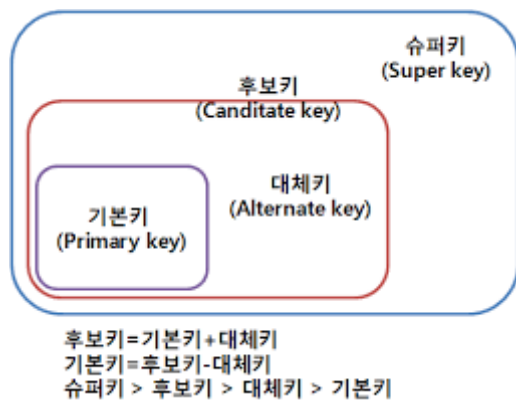 슈퍼키
(Super key)
후보키
(Canditate key)
대체키
(Alternate key)
기본키
(Primary key)
후보키=기본키+대체키
기본키=후보키-대체키
슈퍼키 > 후보키 > 대체키 > 기본키